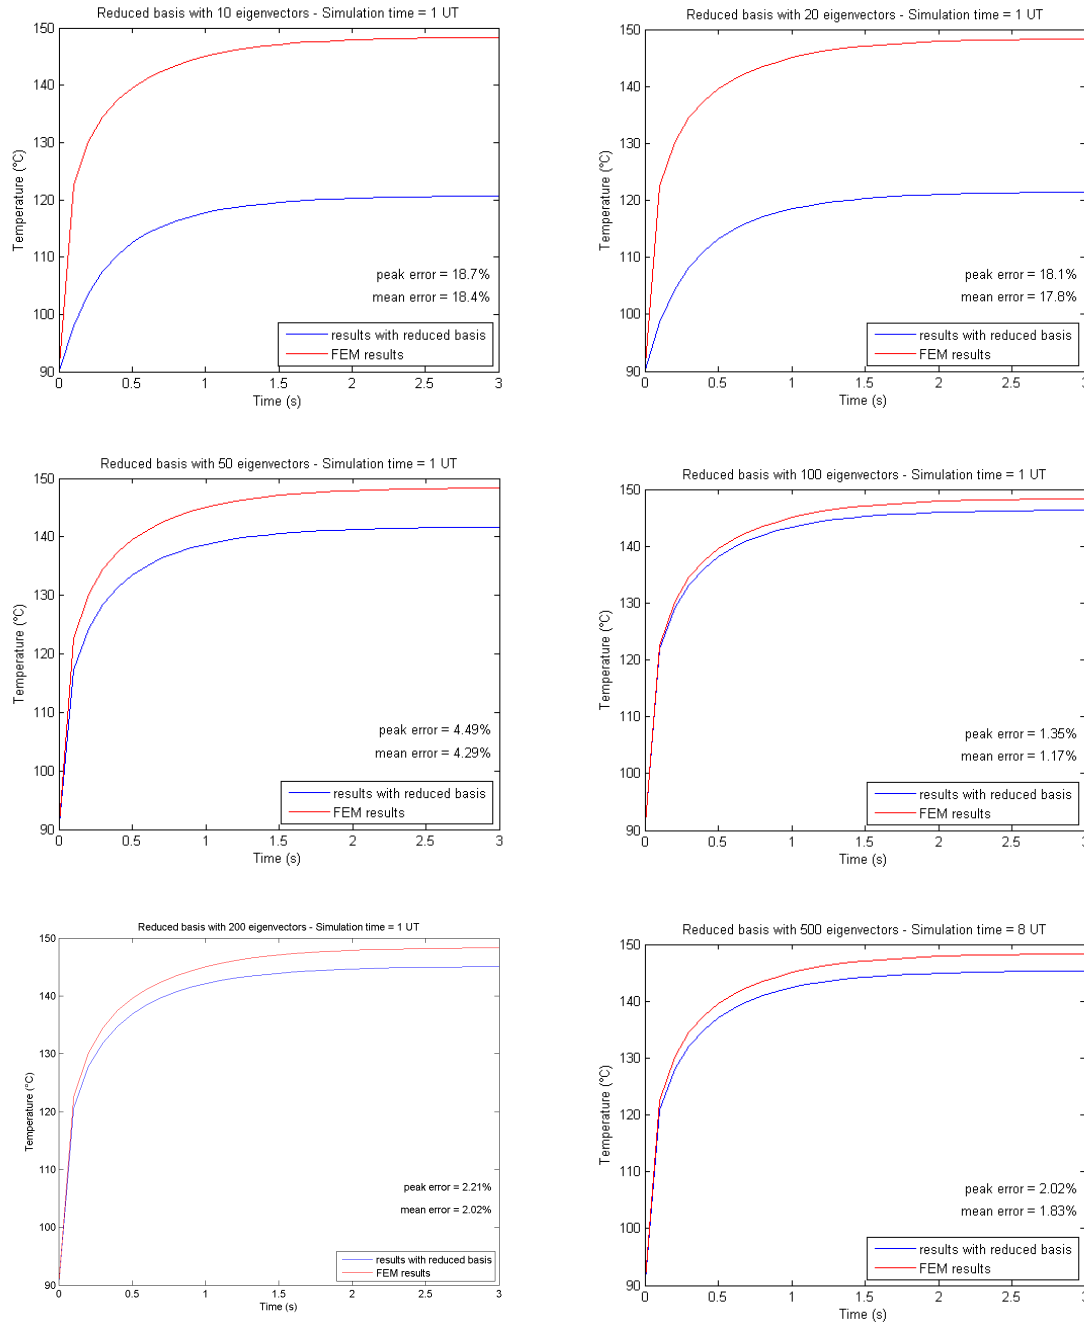 Reduced basis with 10 eigenvectors - Simulation time = 1 UT
150
140
130
120
110
100
90
Temperature (°C)
peak error = 18.7%
mean error = 18.4%
results with reduced basis
FEM results
0 0.5 1 1.5 2 2.5 3
Time (s)
Reduced basis with 20 eigenvectors - Simulation time = 1 UT
150
140
130
120
110
100
90
Temperature (°C)
peak error = 18.1%
mean error = 17.8%
results with reduced basis
FEM results
0 0.5 1 1.5 2 2.5 3
Time (s)
Reduced basis with 50 eigenvectors - Simulation time = 1 UT
150
140
130
120
110
100
90
Temperature (°C)
peak error = 4.49%
mean error = 4.29%
results with reduced basis
FEM results
0 0.5 1 1.5 2 2.5 3
Time (s)
Reduced basis with 100 eigenvectors - Simulation time = 1 UT
150
140
130
120
110
100
90
Temperature (°C)
peak error = 1.35%
mean error = 1.17%
results with reduced basis
FEM results
0 0.5 1 1.5 2 2.5 3
Time (s)
Reduced basis with 200 eigenvectors - Simulation time = 1 UT
150
140
130
120
110
100
90
Temperature (°C)
peak error = 2.21%
mean error = 2.02%
results with reduced basis
FEM results
0 0.5 1 1.5 2 2.5 3
Time (s)
Reduced basis with 500 eigenvectors - Simulation time = 8 UT
150
140
130
120
110
100
90
Temperature (°C)
peak error = 2.02%
mean error = 1.83%
results with reduced basis
FEM results
0 0.5 1 1.5 2 2.5 3
Time (s)